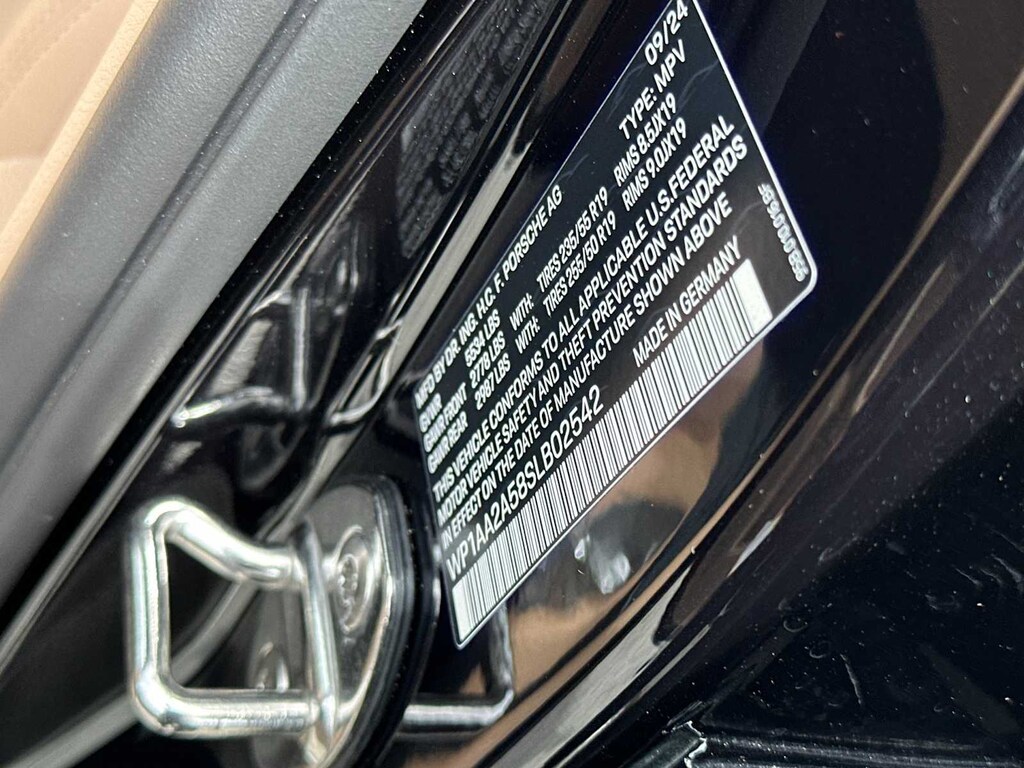 MFD BY DR. ING. H.C. F. PORSCHE AG 09/24
GVWR 5534 LBS TYPE: MPV
GAWR FRONT 2778 LBS WITH: TIRES 235/55 R19 RIMS 8.5JX19
GAWR REAR 2987 LBS WITH: TIRES 255/50 R19 RIMS 9.0JX19
THIS VEHICLE CONFORMS TO ALL APPLICABLE U.S. FEDERAL
MOTOR VEHICLE SAFETY AND THEFT PREVENTION STANDARDS
IN EFFECT ON THE DATE OF MANUFACTURE SHOWN ABOVE
WP1AA2A58SLB02542 MADE IN GERMANY